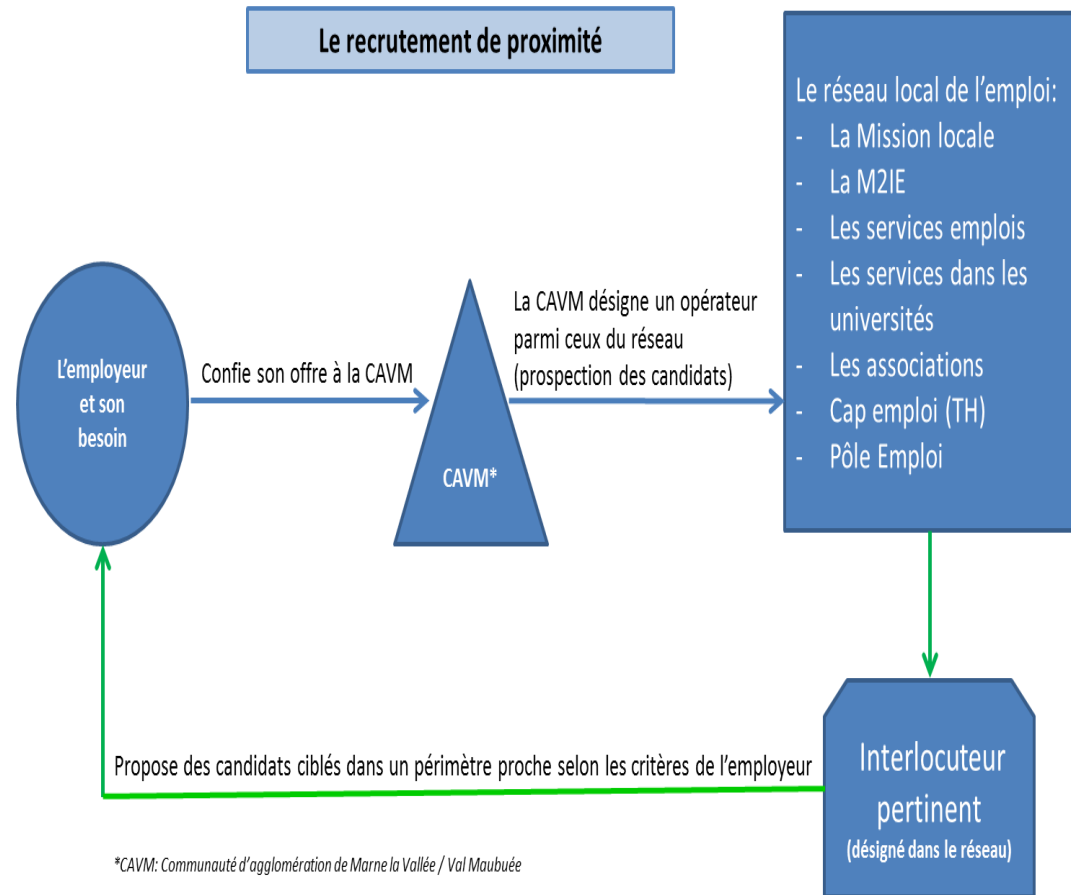 Le recrutement de proximité
L'employeur
et son
besoin
Confie son offre à la CAVM
CAVM*
La CAVM désigne un opérateur
parmi ceux du réseau
(prospection des candidats)
Le réseau local de l'emploi:
- La Mission locale
- La M2IE
- Les services emplois
- Les services dans les
universités
- Les associations
- Cap emploi (TH)
- Pôle Emploi
Interlocuteur
pertinent
(désigné dans le réseau)
Propose des candidats ciblés dans un périmètre proche selon les critères de l'employeur
*CAVM: Communauté d'agglomération de Marne la Vallée / Val Maubuée